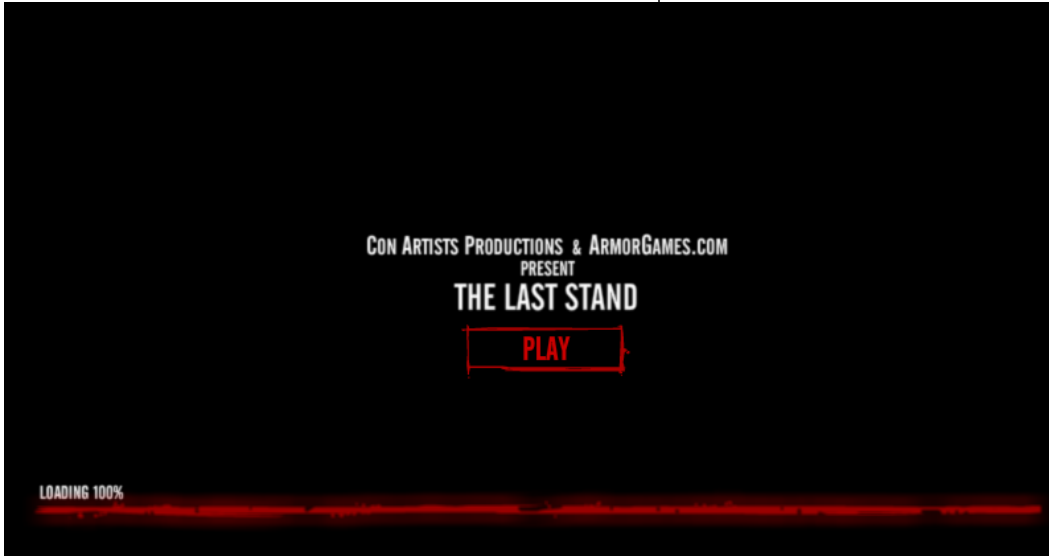 Con Artists Productions & ArmorGames.com
PRESENT
THE LAST STAND
PLAY
LOADING 100%